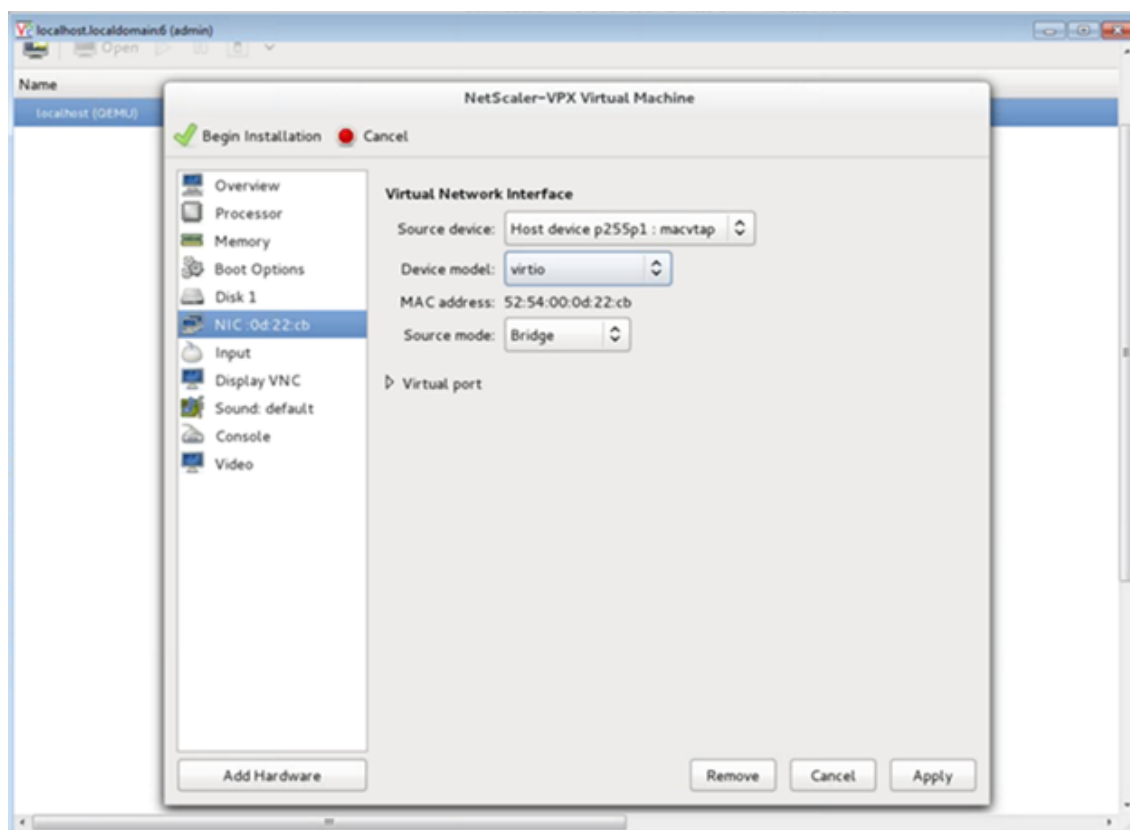 localhost.localdomain:6 (admin)
Open
Name
localhost (QEMU)
NetScaler-VPX Virtual Machine
Begin Installation Cancel
Overview
Processor
Memory
Boot Options
Disk 1
NIC :0d:22:cb
Input
Display VNC
Sound: default
Console
Video
Virtual Network Interface
Source device: Host device p255p1 : macvtap
Device model: virtio
MAC address: 52:54:00:0d:22:cb
Source mode: Bridge
Virtual port
Add Hardware
Remove Cancel Apply